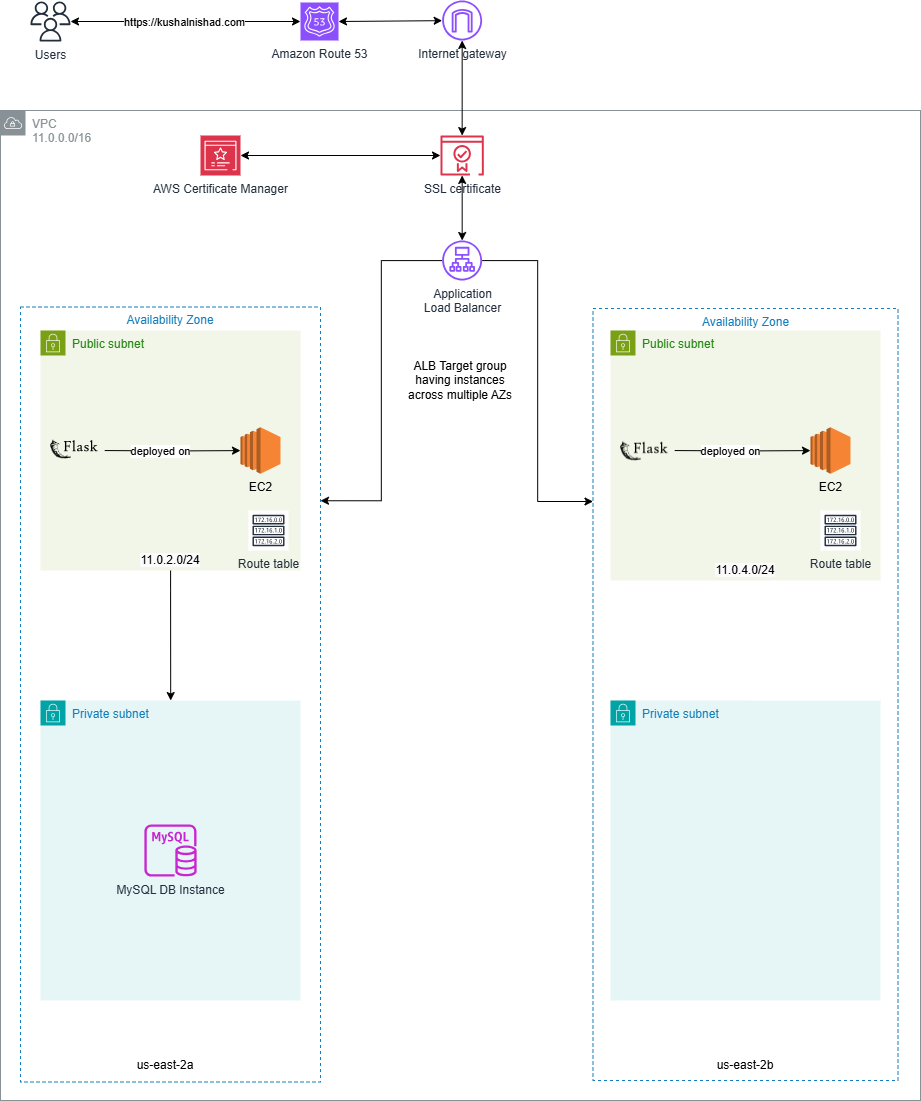 https://kushalnishad.com
53
Users
Amazon Route 53
Internet gateway
VPC
11.0.0.0/16
AWS Certificate Manager
SSL certificate
Application
Load Balancer
Availability Zone
Availability Zone
Public subnet
Public subnet
ALB Target group
having instances
across multiple AZs
Flask
deployed on
Flask
deployed on
EC2
EC2
172.16.0.0
172.16.1.0
172.16.2.0
172.16.0.0
172.16.1.0
172.16.2.0
11.0.2.0/24
Route table
11.0.4.0/24
Route table
Private subnet
Private subnet
MySQL
MySQL DB Instance
us-east-2a
us-east-2b